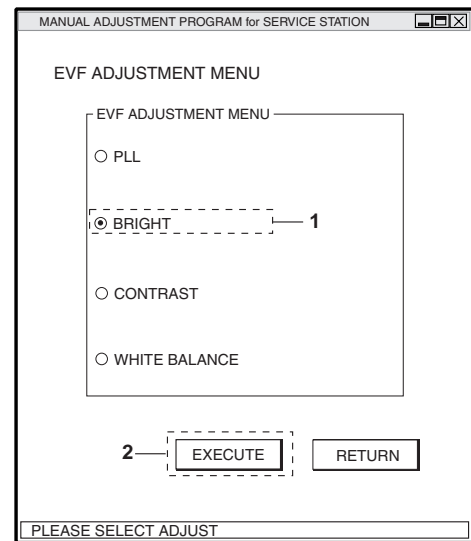 MANUAL ADJUSTMENT PROGRAM for SERVICE STATION
EVF ADJUSTMENT MENU
EVF ADJUSTMENT MENU
PLL
BRIGHT 1
CONTRAST
WHITE BALANCE
2 EXECUTE RETURN
PLEASE SELECT ADJUST